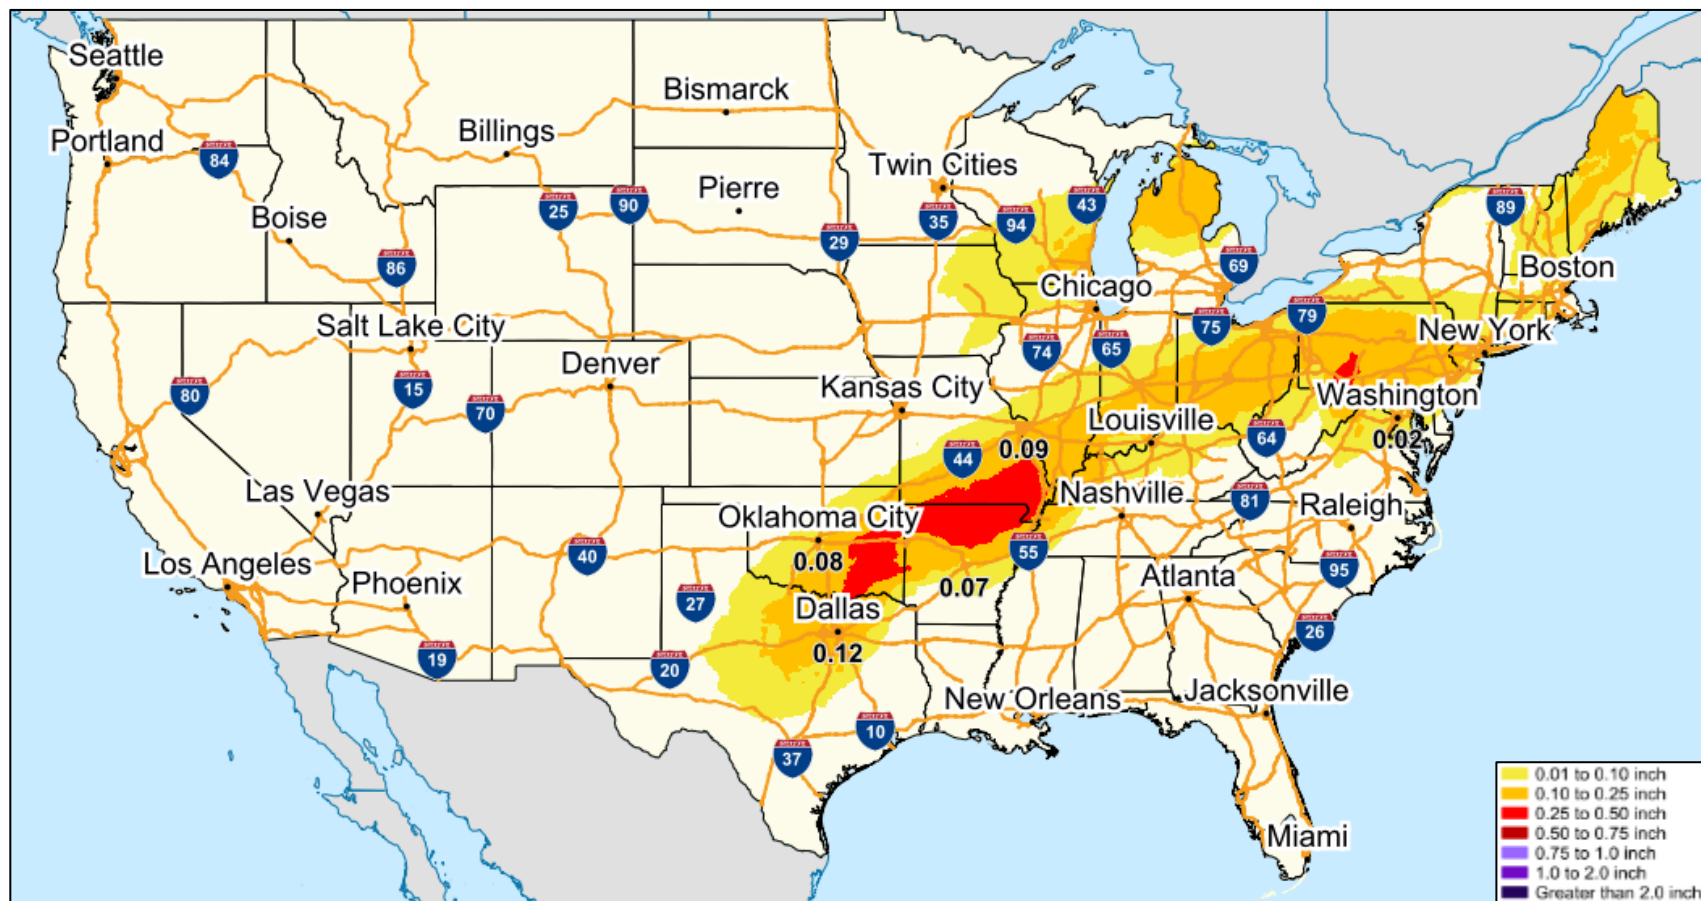 Seattle
Bismarck
Portland
Billings
84
Twin Cities
Pierre
Boise
25
90
35
94
43
89
29
86
69
Boston
Chicago
Salt Lake City
79
75
New York
74
65
Denver
15
Kansas City
80
70
Washington
Louisville
64
0.02
44
0.09
Las Vegas
Nashville
81
Raleigh
Oklahoma City
40
55
0.08
Los Angeles
Phoenix
0.07
Atlanta
95
27
Dallas
26
0.12
19
20
New Orleans
Jacksonville
10
37
Miami
0.01 to 0.10 inch
0.10 to 0.25 inch
0.25 to 0.50 inch
0.50 to 0.75 inch
0.75 to 1.0 inch
1.0 to 2.0 inch
Greater than 2.0 inch